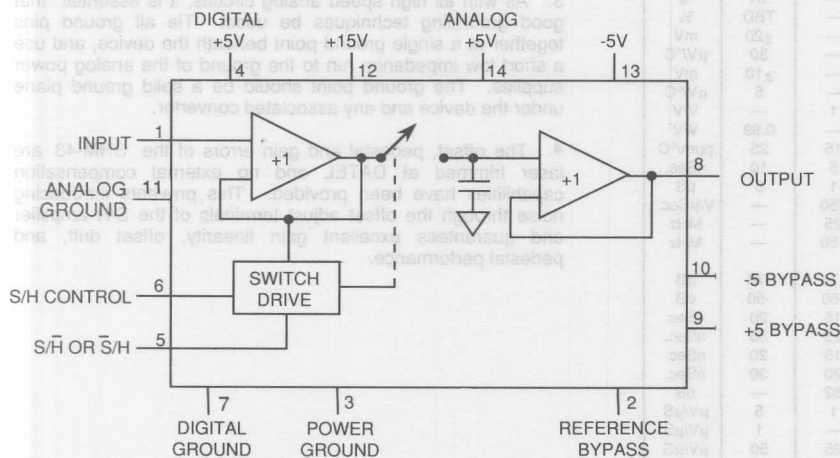 DIGITAL
+5V
+15V
ANALOG
+5V
-5V
4
12
14
13
INPUT
1
+1
+1
8
OUTPUT
ANALOG
GROUND
11
SWITCH
DRIVE
10
-5 BYPASS
S/H CONTROL
6
9
+5 BYPASS
S/H̅ OR S̅/H
5
7
3
2
DIGITAL
GROUND
POWER
GROUND
REFERENCE
BYPASS